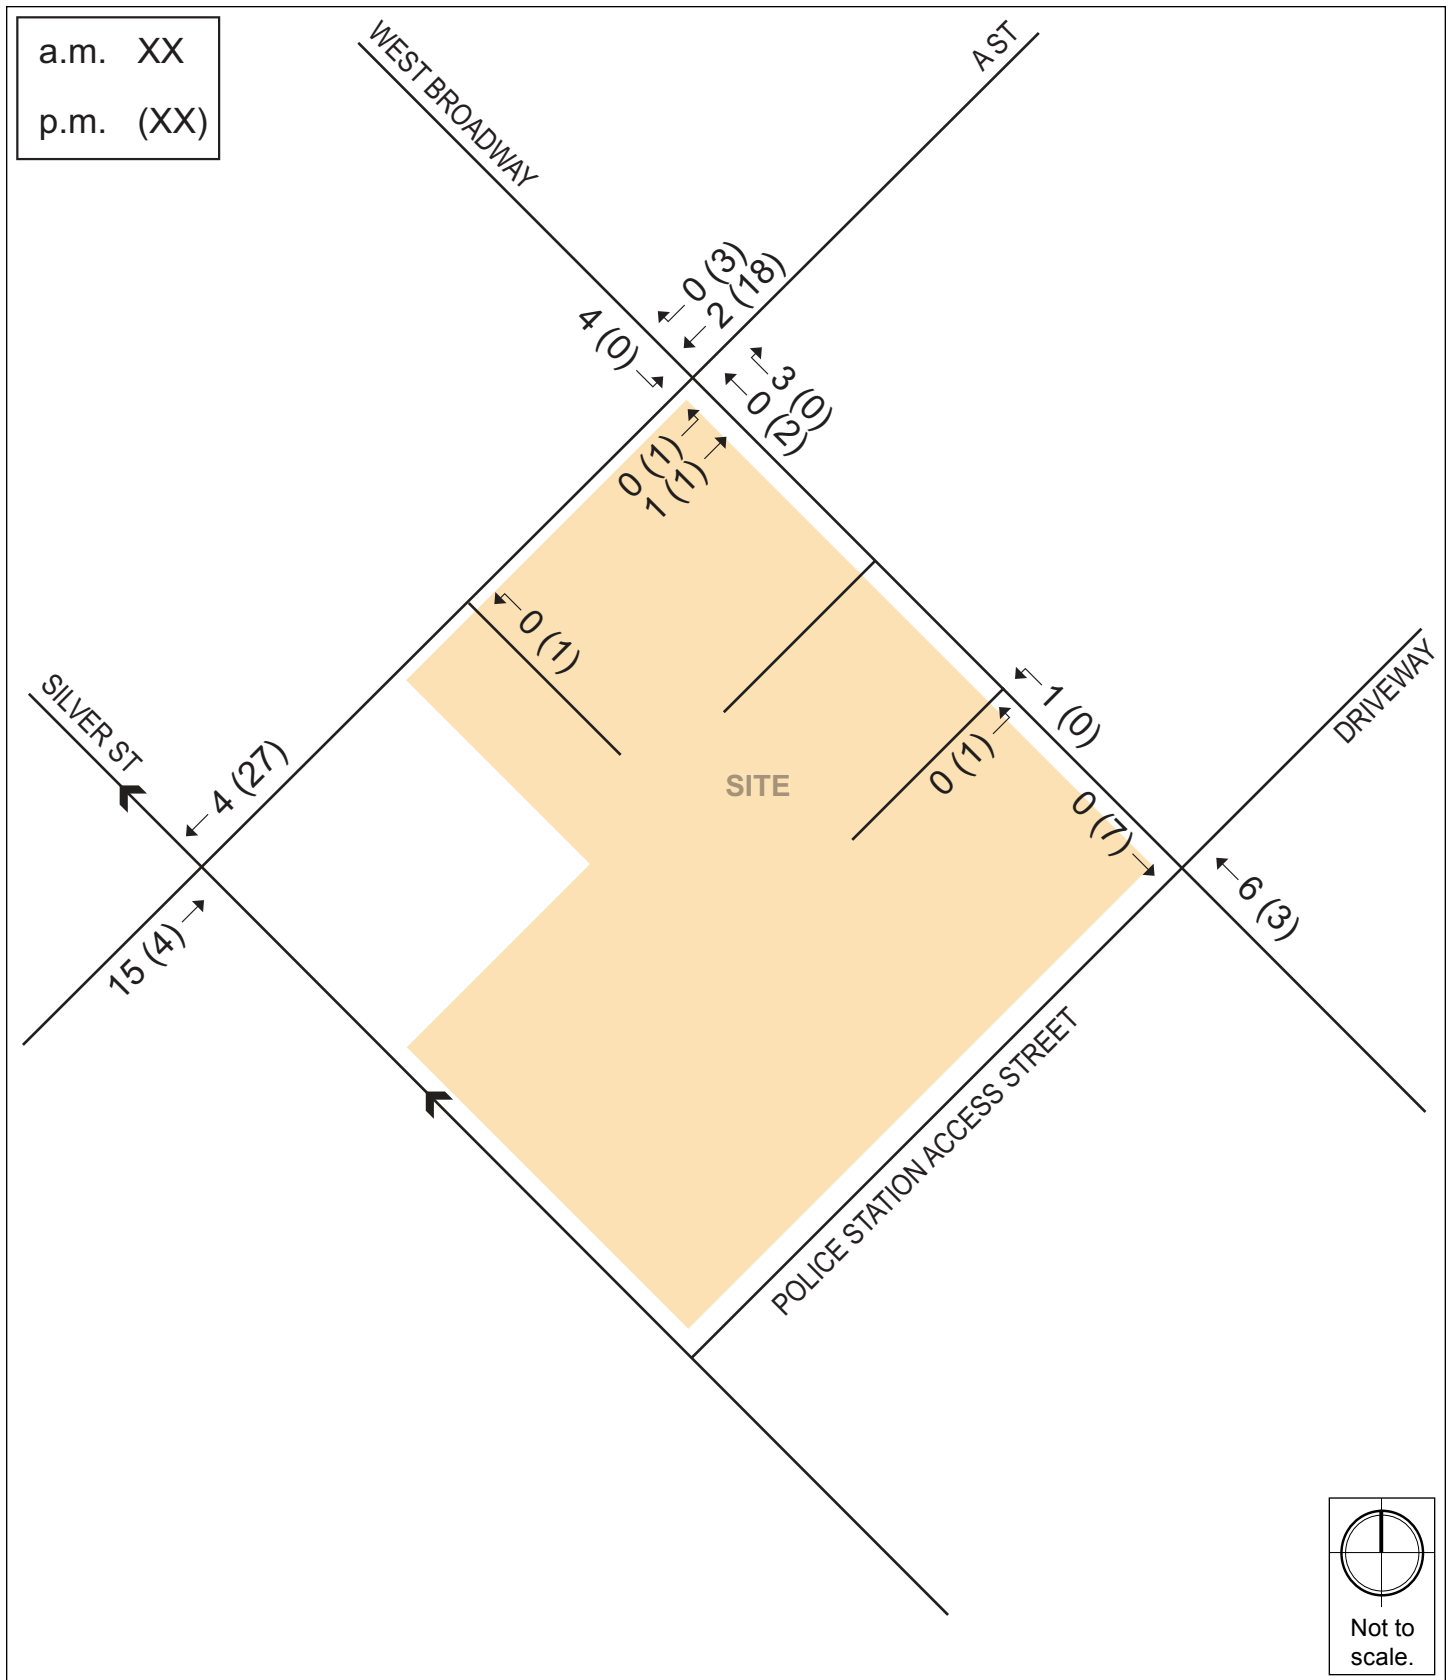 a.m. XX
p.m. (XX)
WEST BROADWAY
A ST
0 (3)
2 (18)
4 (0)
3 (0)
0 (2)
0 (1)
1 (1)
0 (1)
SILVER ST
4 (27)
15 (4)
SITE
1 (0)
0 (1)
0 (7)
DRIVEWAY
6 (3)
POLICE STATION ACCESS STREET
Not to
scale.